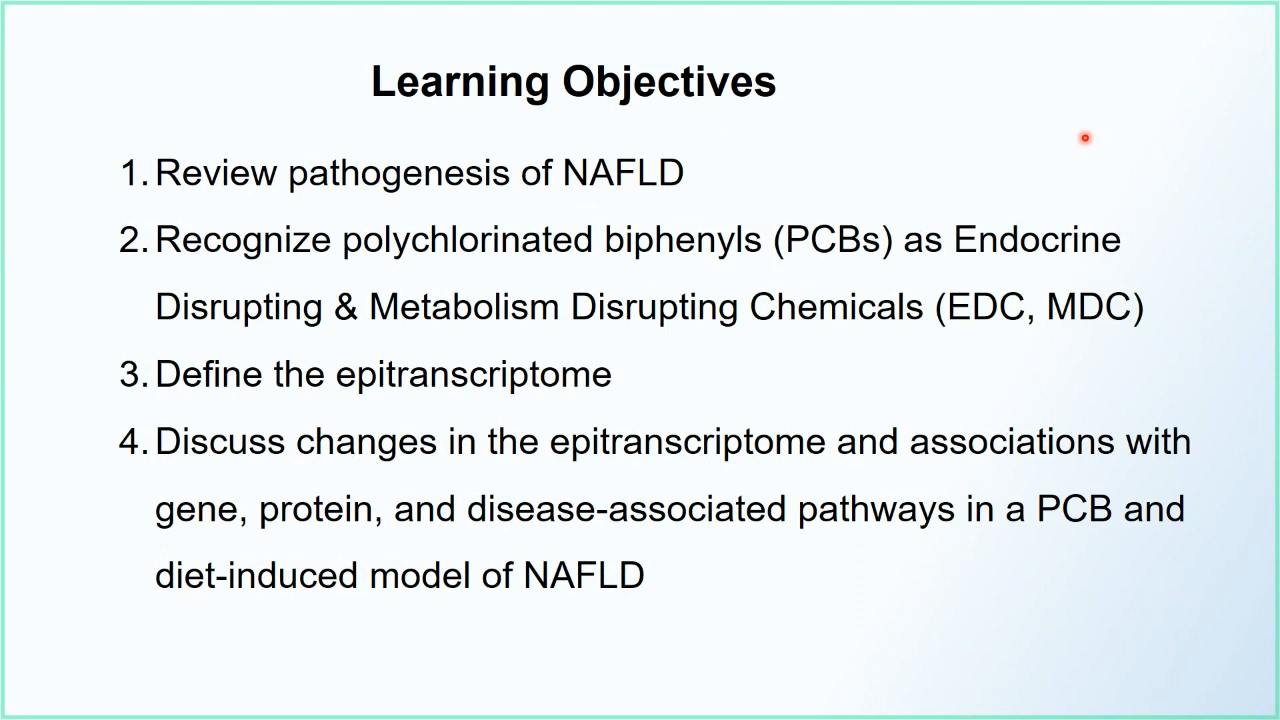 Learning Objectives
1. Review pathogenesis of NAFLD
2. Recognize polychlorinated biphenyls (PCBs) as Endocrine
Disrupting & Metabolism Disrupting Chemicals (EDC, MDC)
3. Define the epitranscriptome
4. Discuss changes in the epitranscriptome and associations with
gene, protein, and disease-associated pathways in a PCB and
diet-induced model of NAFLD